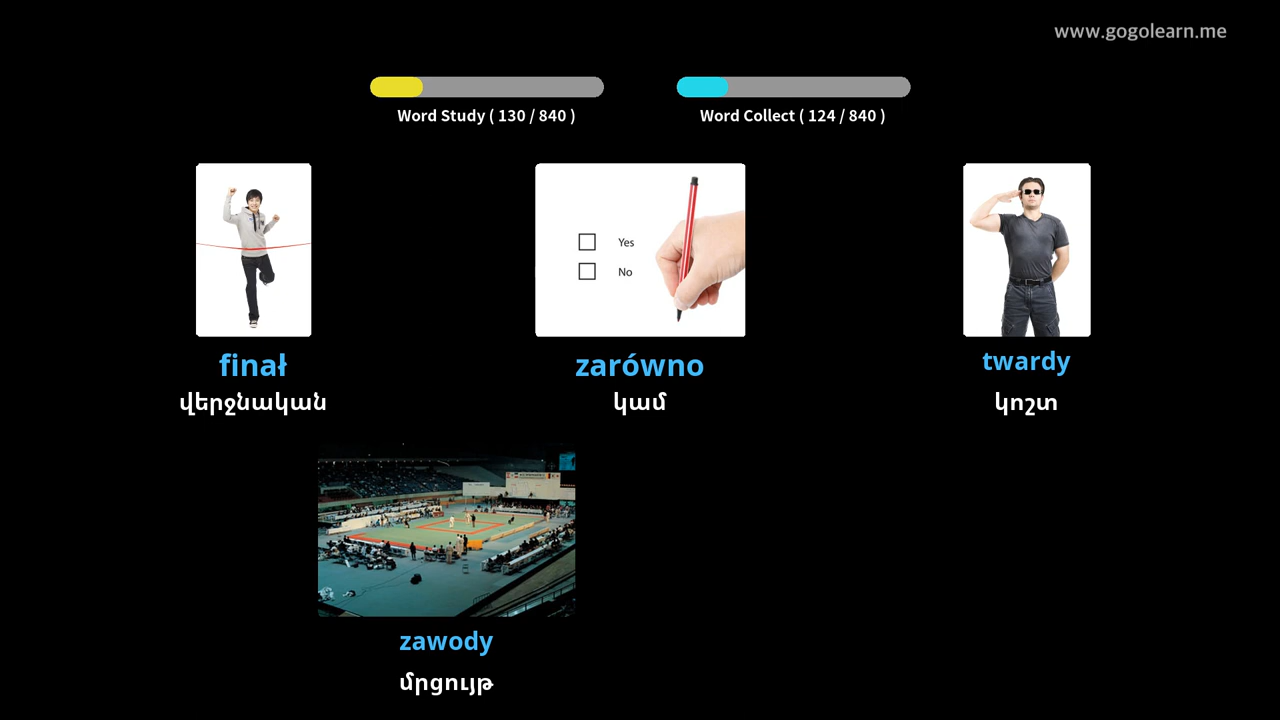 www.gogolearn.me
Word Study ( 130 / 840 )
Word Collect ( 124 / 840 )
Yes
No
finał
վերջնական
zarówno
կամ
twardy
կոշտ
zawody
մրցույթ